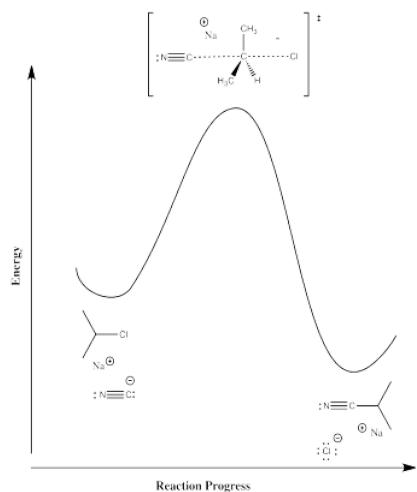 ‡
⊕
Na
CH₃
-
:N≡C C Cl
H₃C H
Energy
Cl
Na⊕
⊖
:N≡C:
:N≡C
⊕ Na
⊖
:Cl:
Reaction Progress